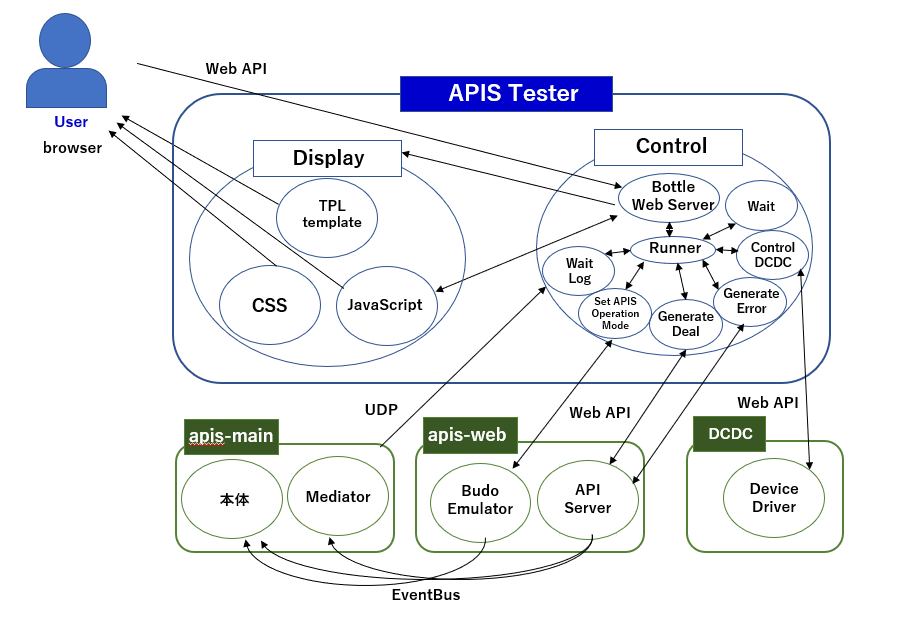 Web API
APIS Tester
User
browser
Display
Control
TPL
template
CSS
JavaScript
Bottle
Web Server
Wait
Runner
Control
DCDC
Wait
Log
Set APIS
Operation
Mode
Generate
Deal
Generate
Error
UDP
Web API
Web API
apis-main
本体
Mediator
apis-web
Budo
Emulator
API
Server
DCDC
Device
Driver
EventBus